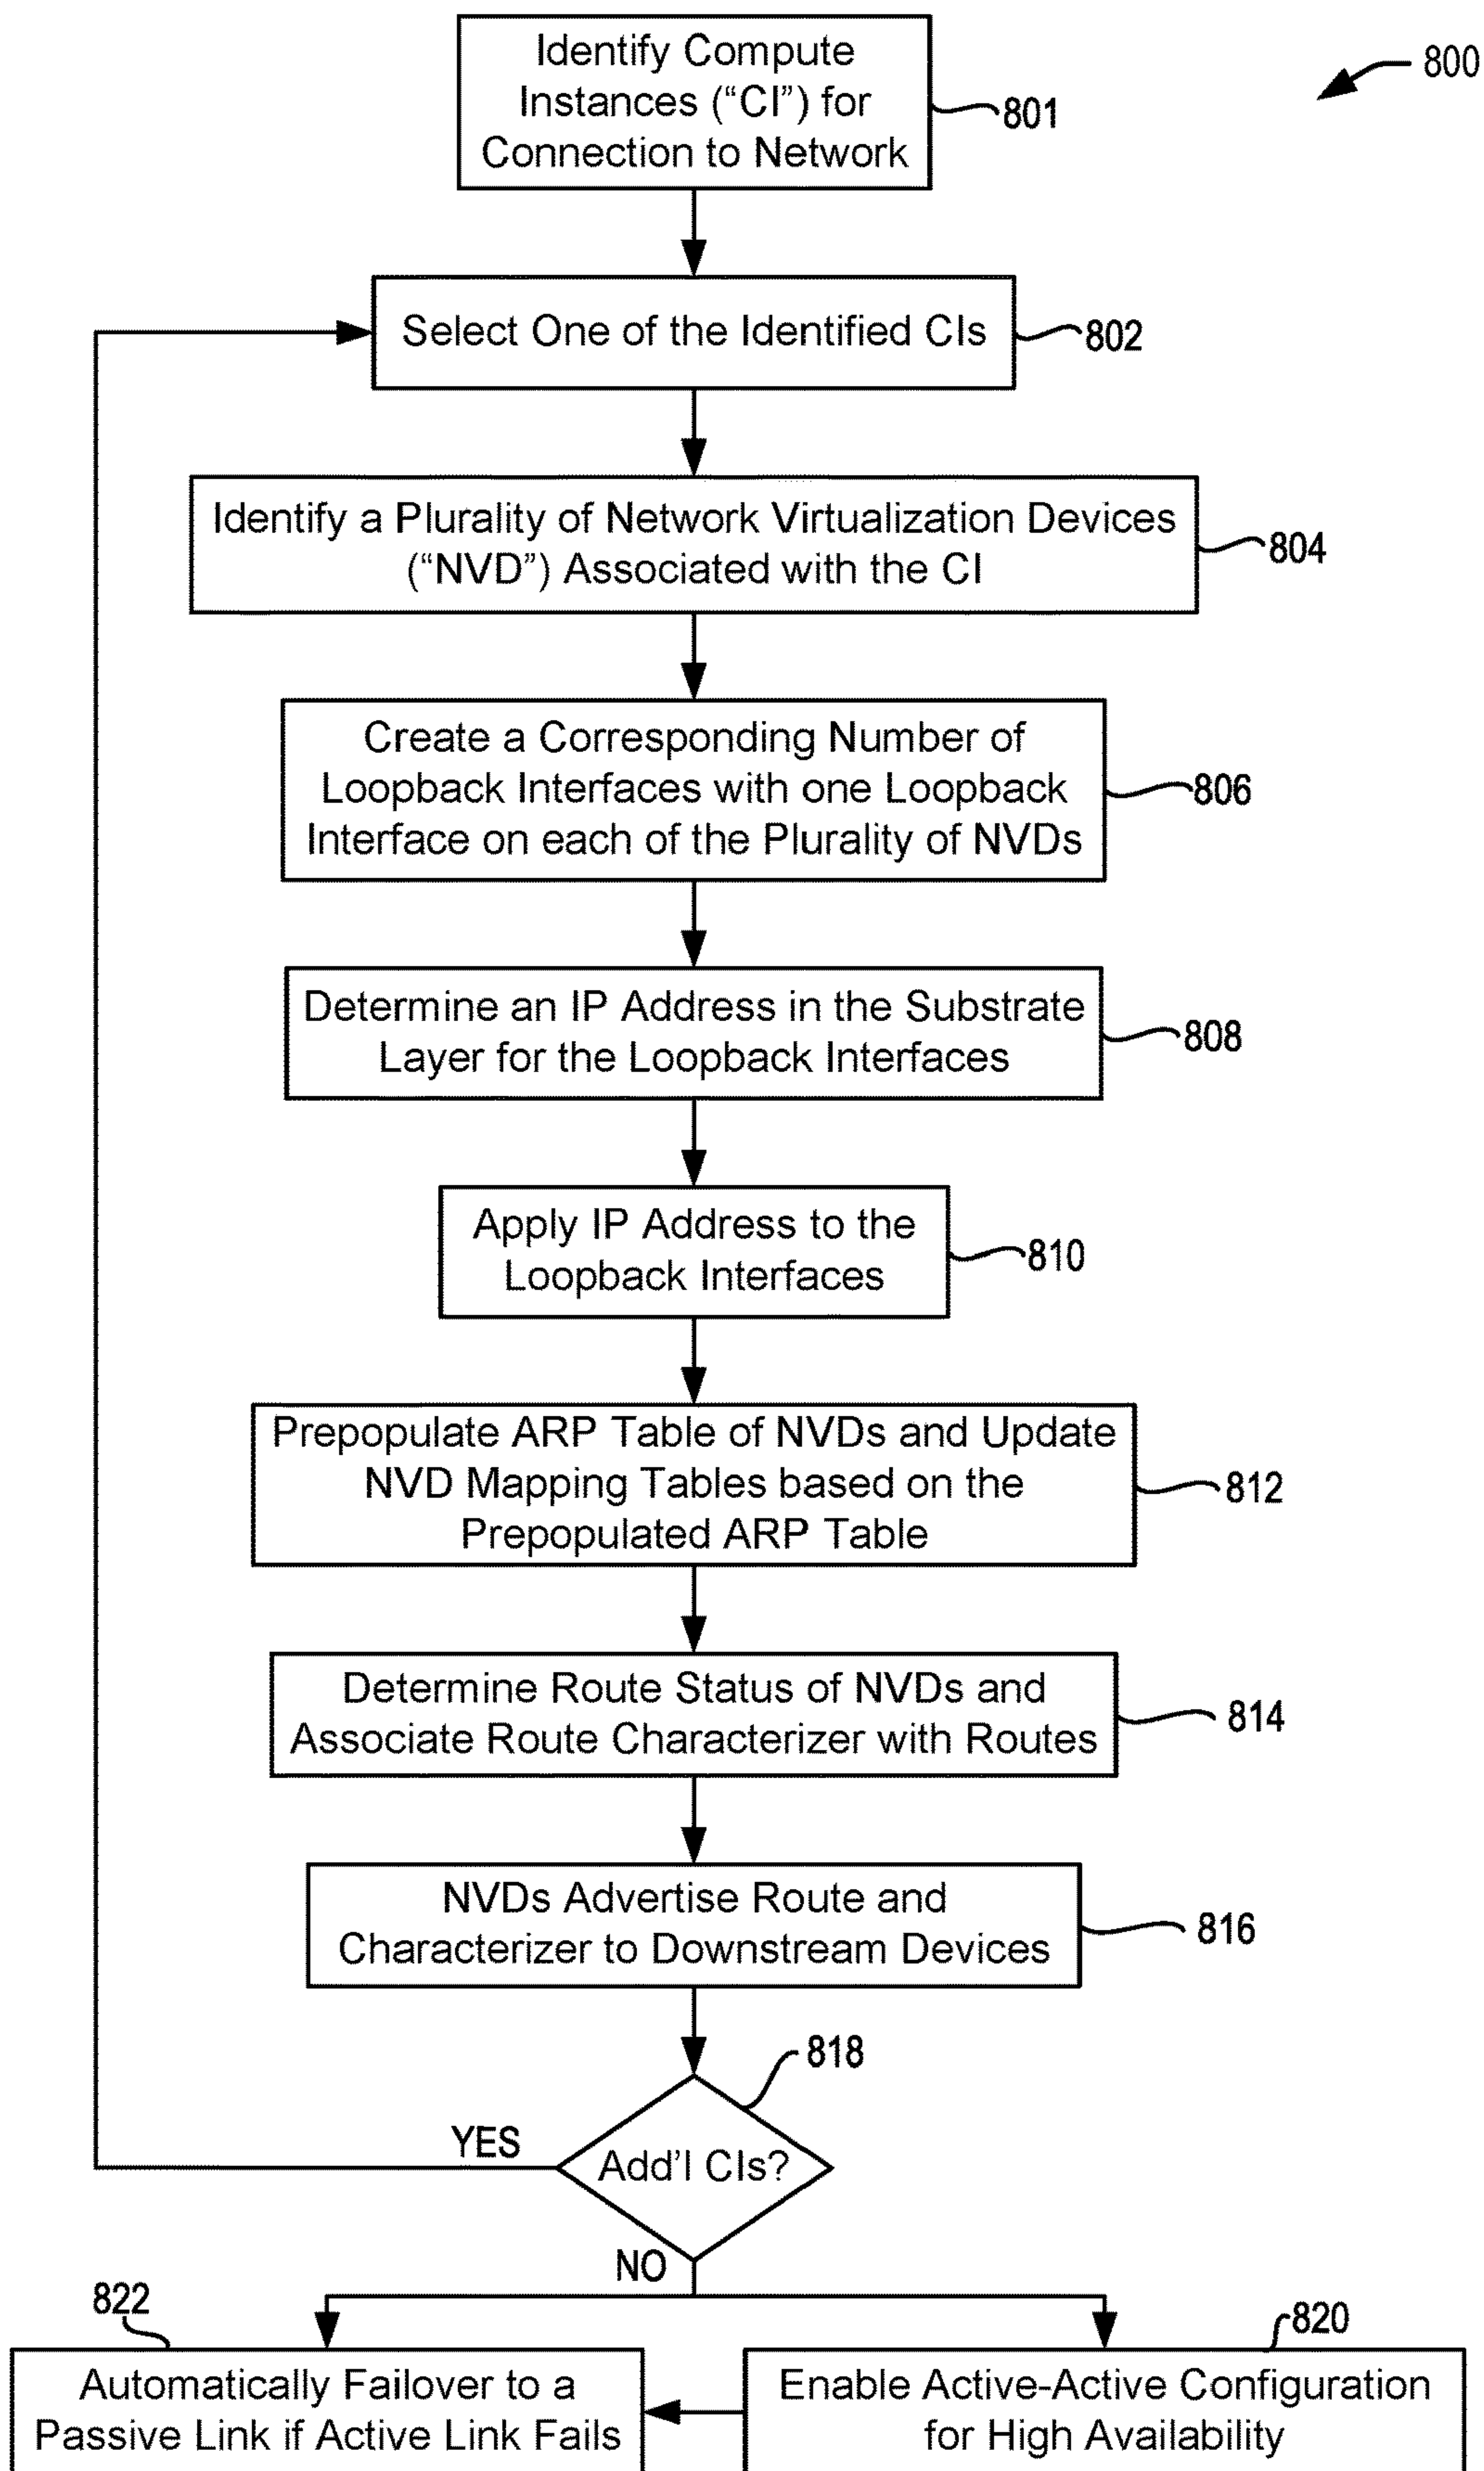 800
Identify Compute
Instances (“CI”) for
Connection to Network
801
Select One of the Identified CIs
802
Identify a Plurality of Network Virtualization Devices
(“NVD”) Associated with the CI
804
Create a Corresponding Number of
Loopback Interfaces with one Loopback
Interface on each of the Plurality of NVDs
806
Determine an IP Address in the Substrate
Layer for the Loopback Interfaces
808
Apply IP Address to the
Loopback Interfaces
810
Prepopulate ARP Table of NVDs and Update
NVD Mapping Tables based on the
Prepopulated ARP Table
812
Determine Route Status of NVDs and
Associate Route Characterizer with Routes
814
NVDs Advertise Route and
Characterizer to Downstream Devices
816
818
Add’l CIs?
YES
NO
822
Automatically Failover to a
Passive Link if Active Link Fails
820
Enable Active-Active Configuration
for High Availability